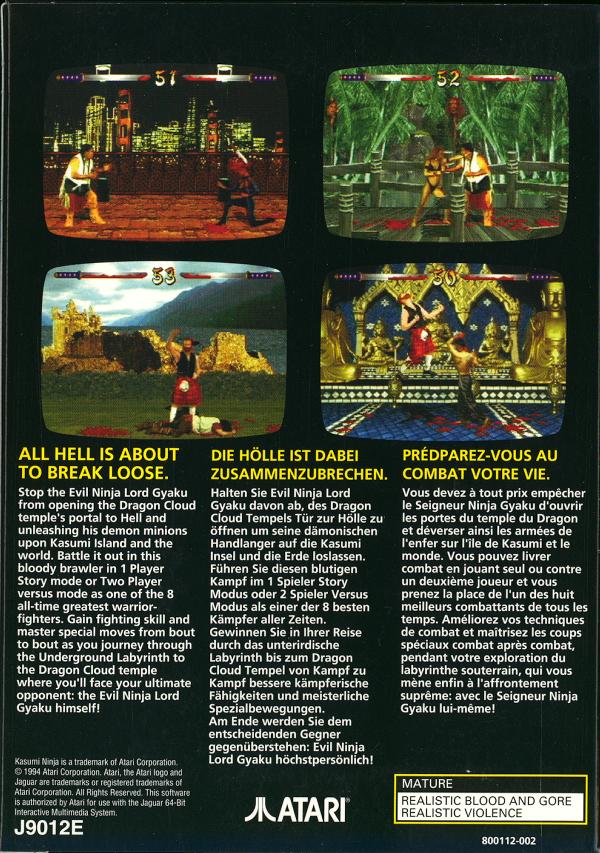 51
52
53
50
ALL HELL IS ABOUT
TO BREAK LOOSE.
Stop the Evil Ninja Lord Gyaku
from opening the Dragon Cloud
temple's portal to Hell and
unleashing his demon minions
upon Kasumi Island and the
world. Battle it out in this
bloody brawler in 1 Player
Story mode or Two Player
versus mode as one of the 8
all-time greatest warrior-
fighters. Gain fighting skill and
master special moves from bout
to bout as you journey through
the Underground Labyrinth to
the Dragon Cloud temple
where you'll face your ultimate
opponent: the Evil Ninja Lord
Gyaku himself!
DIE HÖLLE IST DABEI
ZUSAMMENZUBRECHEN.
Halten Sie Evil Ninja Lord
Gyaku davon ab, des Dragon
Cloud Tempels Tür zur Hölle zu
öffnen um seine dämonischen
Handlanger auf die Kasumi
Insel und die Erde loslassen.
Führen Sie diesen blutigen
Kampf im 1 Spieler Story
Modus oder 2 Spieler Versus
Modus als einer der 8 besten
Kämpfer aller Zeiten.
Gewinnen Sie in Ihrer Reise
durch das unterirdische
Labyrinth bis zum Dragon
Cloud Tempel von Kampf zu
Kampf bessere kämpferische
Fähigkeiten und meisterliche
Spezialbewegungen.
Am Ende werden Sie dem
entscheidenden Gegner
gegenüberstehen: Evil Ninja
Lord Gyaku höchstpersönlich!
PRÉDPAREZ-VOUS AU
COMBAT VOTRE VIE.
Vous devez à tout prix empêcher
le Seigneur Ninja Gyaku d'ouvrir
les portes du temple du Dragon
et déverser ainsi les armées de
l'enfer sur l'île de Kasumi et le
monde. Vous pouvez livrer
combat en jouant seul ou contre
un deuxième joueur et vous
prenez la place de l'un des huit
meilleurs combattants de tous les
temps. Améliorez vos techniques
de combat et maîtrisez les coups
spéciaux combat après combat,
pendant votre exploration du
labyrinthe souterrain, qui vous
mène enfin à l'affrontement
suprême: avec le Seigneur Ninja
Gyaku lui-même!
Kasumi Ninja is a trademark of Atari Corporation.
© 1994 Atari Corporation. Atari, the Atari logo and
Jaguar are trademarks or registered trademarks of
Atari Corporation. All Rights Reserved. This software
is authorized by Atari for use with the Jaguar 64-Bit
Interactive Multimedia System.
J9012E
ATARI®
MATURE
REALISTIC BLOOD AND GORE
REALISTIC VIOLENCE
800112-002